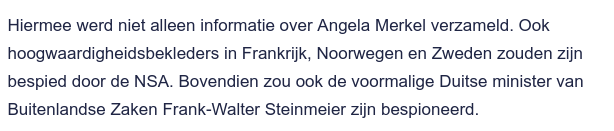 Hiermee werd niet alleen informatie over Angela Merkel verzameld. Ook
hoogwaardigheidsbekleders in Frankrijk, Noorwegen en Zweden zouden zijn
bespied door de NSA. Bovendien zou ook de voormalige Duitse minister van
Buitenlandse Zaken Frank-Walter Steinmeier zijn bespioneerd.